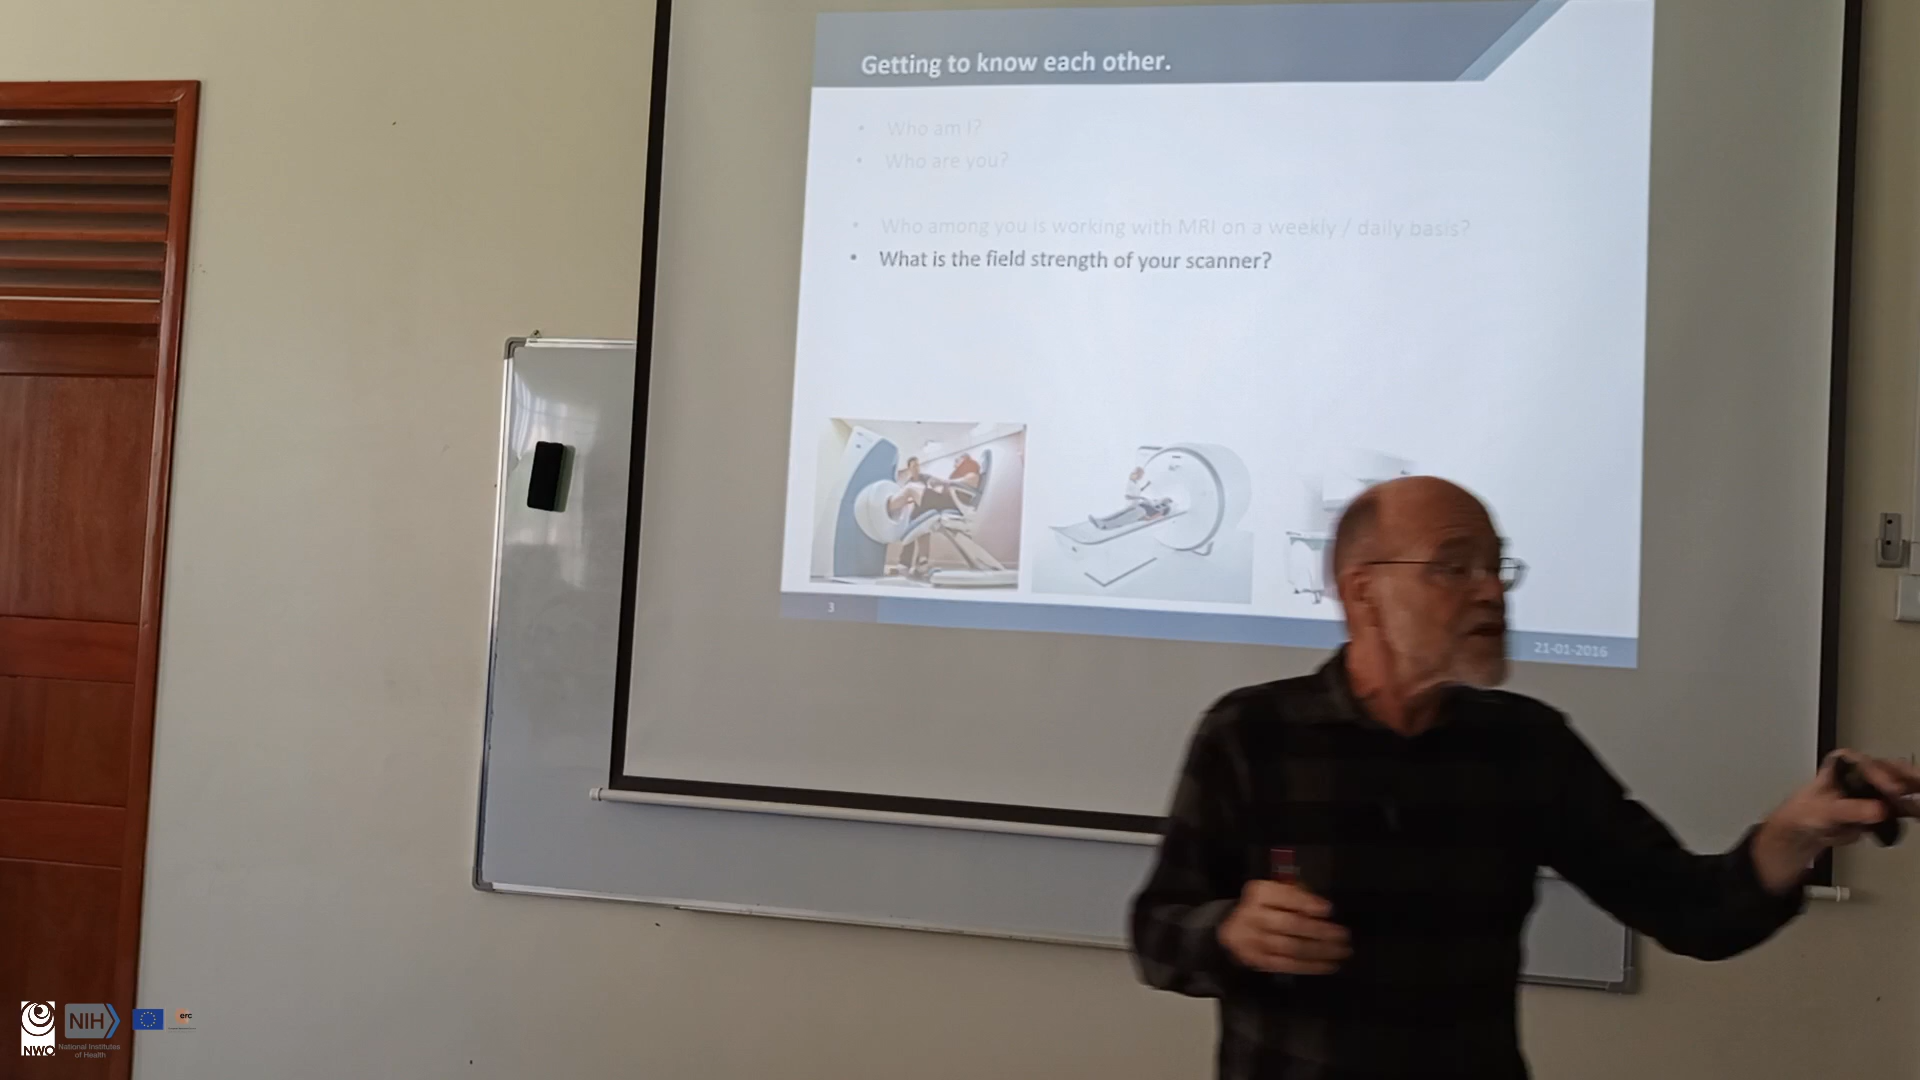 Getting to know each other.
• Who am I?
• Who are you?
• Who among you is working with MRI on a weekly / daily basis?
• What is the field strength of your scanner?
3
21-01-2016
NWO
NIH
National Institutes
of Health
erc